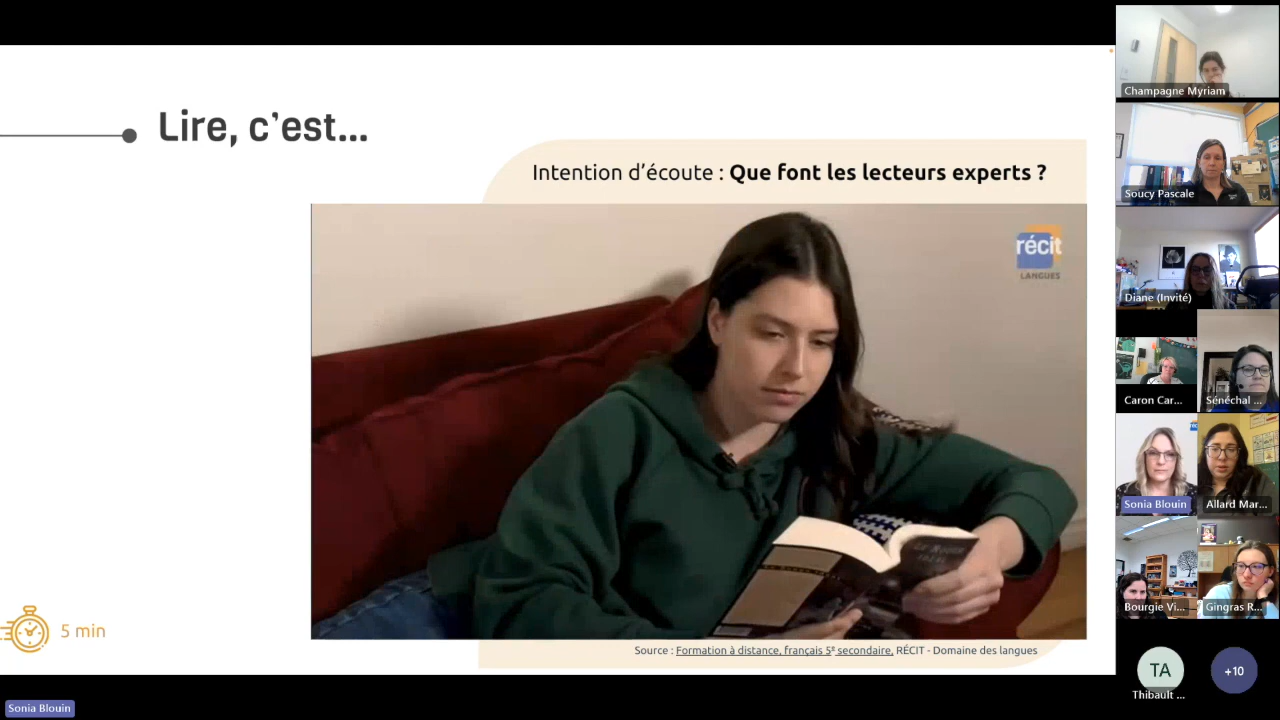 Lire, c'est...
Intention d'écoute : Que font les lecteurs experts ?
récit
LANGUES
5 min
Source : Formation à distance, français 5e secondaire, RÉCIT - Domaine des langues
Sonia Blouin
Champagne Myriam
Soucy Pascale
Diane (Invité)
Caron Car...
Sénéchal ...
Sonia Blouin
Allard Mar...
Bourgie Vi...
Gingras R...
TA
Thibault ...
+10